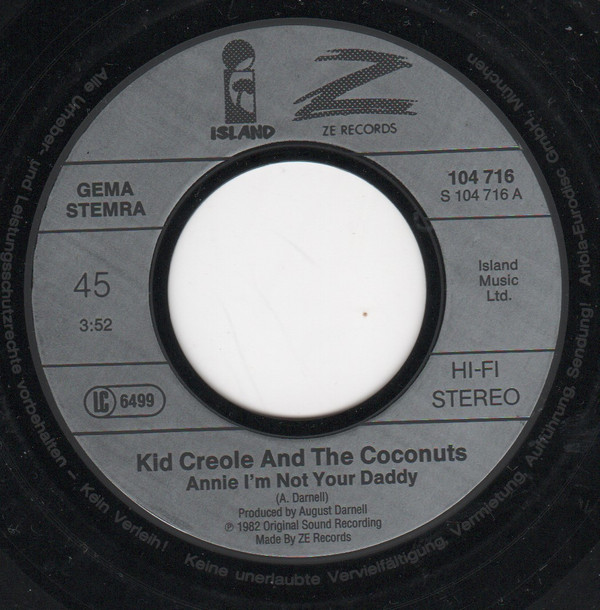 ISLAND
Z
ZE RECORDS
GEMA
STEMRA
104 716
S 104 716 A
45
3:52
Island
Music
Ltd.
LC 6499
HI-FI
STEREO
Kid Creole And The Coconuts
Annie I'm Not Your Daddy
(A. Darnell)
Produced by August Darnell
℗ 1982 Original Sound Recording
Made By ZE Records
Alle Urheber- und Leistungsschutzrechte vorbehalten – Kein Verleih! Keine unerlaubte Vervielfältigung, Vermietung, Aufführung, Sendung! Ariola-Eurodisc GmbH, München